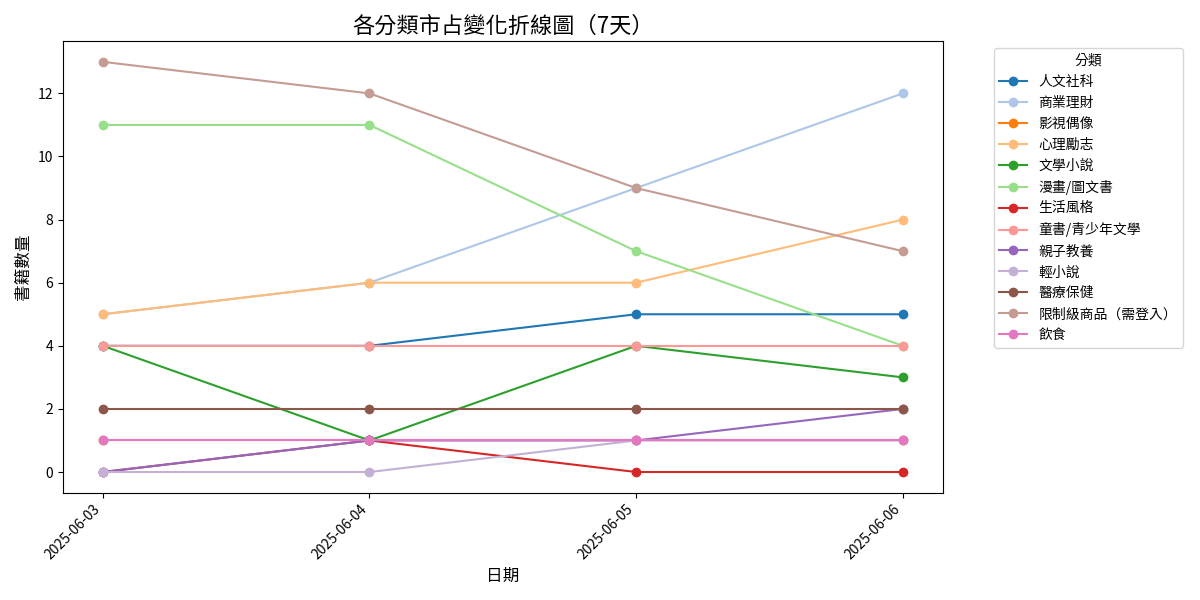 各分類市占變化折線圖（7天）
書籍數量
12
10
8
6
4
2
0
2025-06-03
2025-06-04
2025-06-05
2025-06-06
日期
分類
人文社科
商業理財
影視偶像
心理勵志
文學小說
漫畫/圖文書
生活風格
童書/青少年文學
親子教養
輕小說
醫療保健
限制級商品（需登入）
飲食